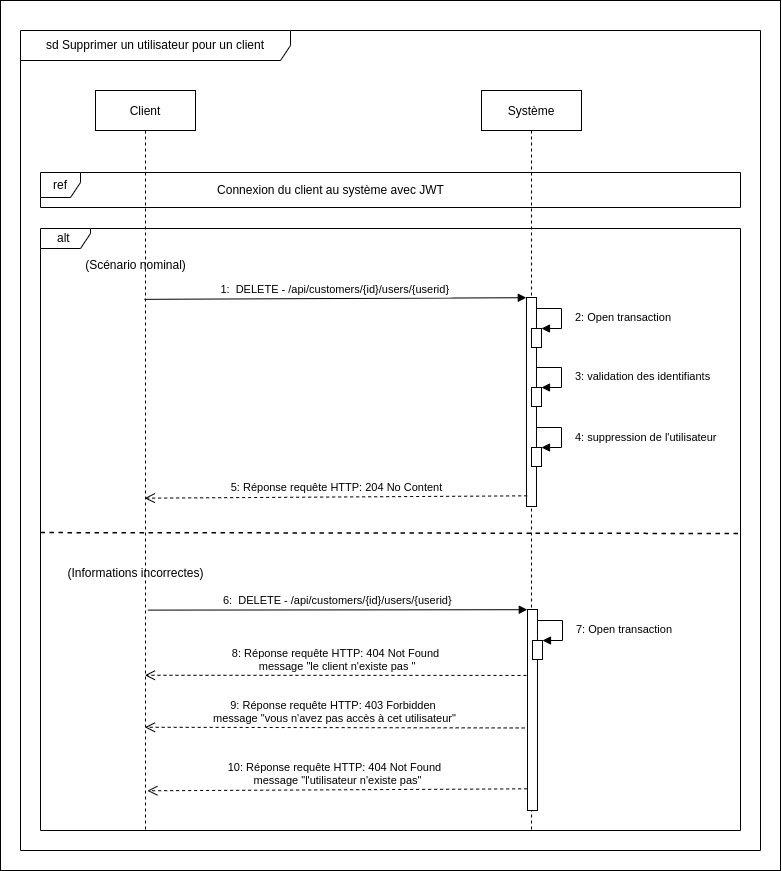 sd Supprimer un utilisateur pour un client
Client
Système
ref
Connexion du client au système avec JWT
alt
(Scénario nominal)
1:  DELETE - /api/customers/{id}/users/{userid}
2: Open transaction
3: validation des identifiants
4: suppression de l'utilisateur
5: Réponse requête HTTP: 204 No Content
(Informations incorrectes)
6:  DELETE - /api/customers/{id}/users/{userid}
7: Open transaction
8: Réponse requête HTTP: 404 Not Found
message "le client n'existe pas "
9: Réponse requête HTTP: 403 Forbidden
message "vous n'avez pas accès à cet utilisateur"
10: Réponse requête HTTP: 404 Not Found
message "l'utilisateur n'existe pas"